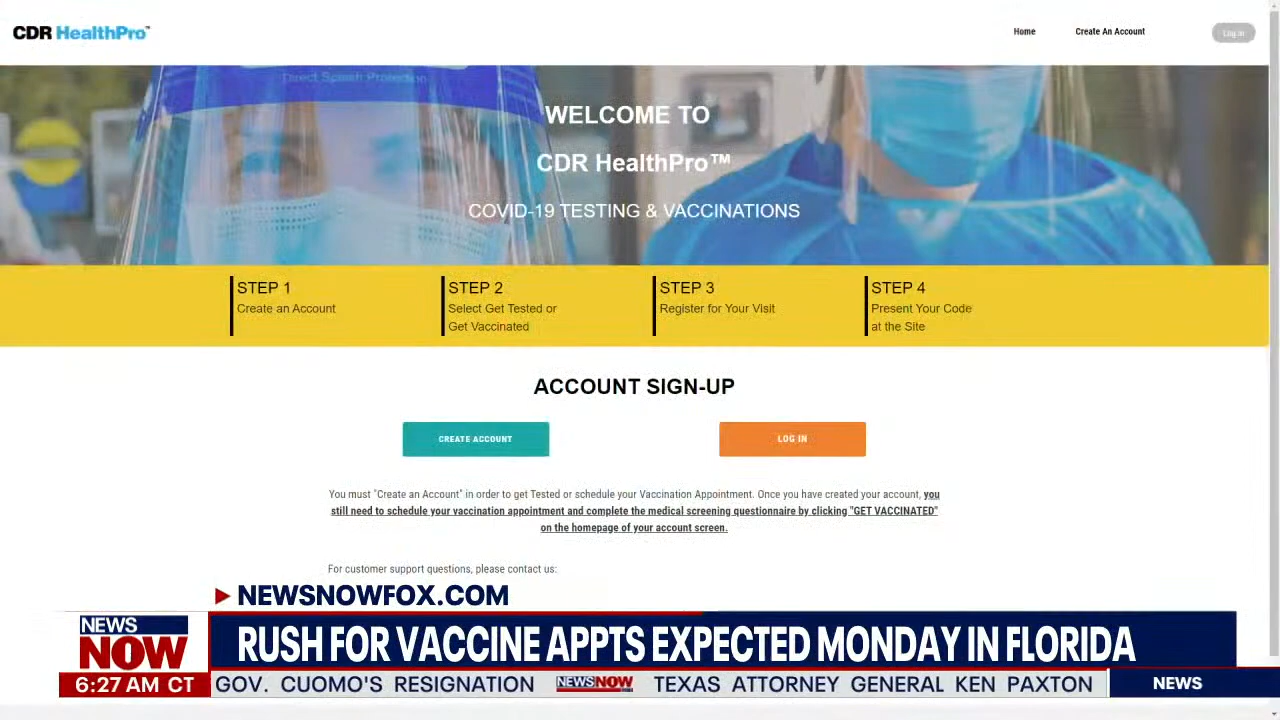 CDR HealthPro™
Home
Create An Account
Log in
Direct Splash Protection
WELCOME TO
CDR HealthPro™
COVID-19 TESTING & VACCINATIONS
STEP 1
Create an Account
STEP 2
Select Get Tested or
Get Vaccinated
STEP 3
Register for Your Visit
STEP 4
Present Your Code
at the Site
ACCOUNT SIGN-UP
CREATE ACCOUNT
LOG IN
You must "Create an Account" in order to get Tested or schedule your Vaccination Appointment. Once you have created your account, you
still need to schedule your vaccination appointment and complete the medical screening questionnaire by clicking "GET VACCINATED"
on the homepage of your account screen.
For customer support questions, please contact us:
NEWSNOWFOX.COM
NEWS
NOW
RUSH FOR VACCINE APPTS EXPECTED MONDAY IN FLORIDA
6:27 AM CT
GOV. CUOMO'S RESIGNATION
NEWSNOW
TEXAS ATTORNEY GENERAL KEN PAXTON
NEWS